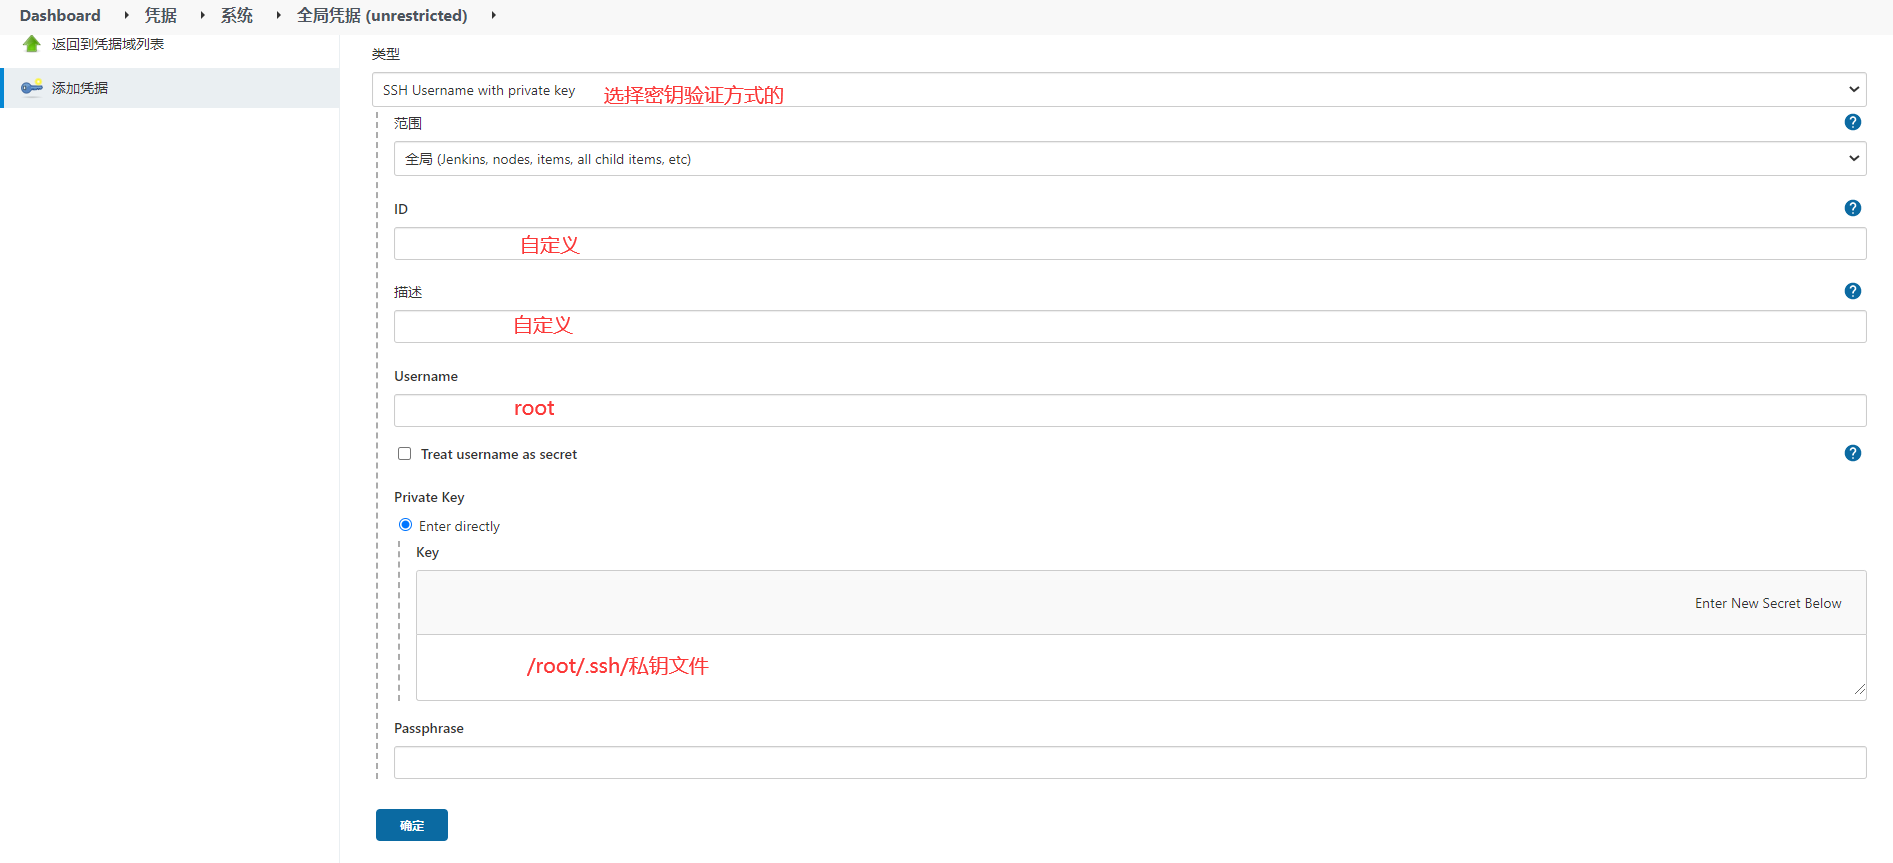 Dashboard 凭据 系统 全局凭据 (unrestricted)
返回到凭据域列表
添加凭据
类型
SSH Username with private key 选择密钥验证方式的
范围
全局 (Jenkins, nodes, items, all child items, etc)
ID
自定义
描述
自定义
Username
root
Treat username as secret
Private Key
Enter directly
Key
Enter New Secret Below
/root/.ssh/私钥文件
Passphrase
确定